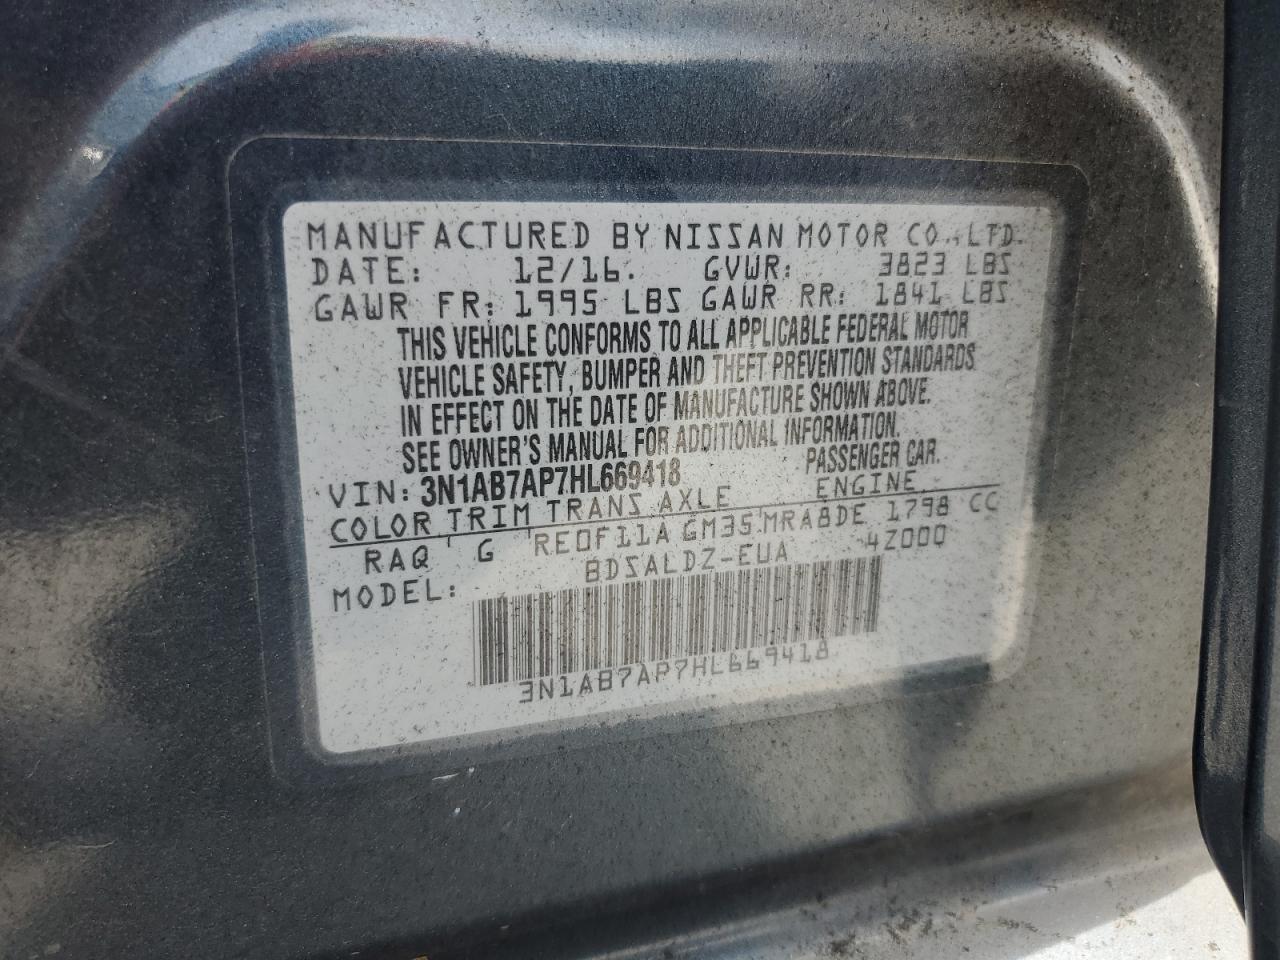 MANUFACTURED BY NISSAN MOTOR CO., LTD.
DATE: 12/16. GVWR: 3823 LBS
GAWR FR: 1995 LBS GAWR RR: 1841 LBS
THIS VEHICLE CONFORMS TO ALL APPLICABLE FEDERAL MOTOR
VEHICLE SAFETY, BUMPER AND THEFT PREVENTION STANDARDS
IN EFFECT ON THE DATE OF MANUFACTURE SHOWN ABOVE.
SEE OWNER'S MANUAL FOR ADDITIONAL INFORMATION.
VIN: 3N1AB7AP7HL669418 PASSENGER CAR.
COLOR TRIM TRANS AXLE ENGINE
RAQ G RE0F11A GM35.MRA8DE 1798 CC
MODEL: BDSALDZ-EUA 4Z000
3N1AB7AP7HL669418